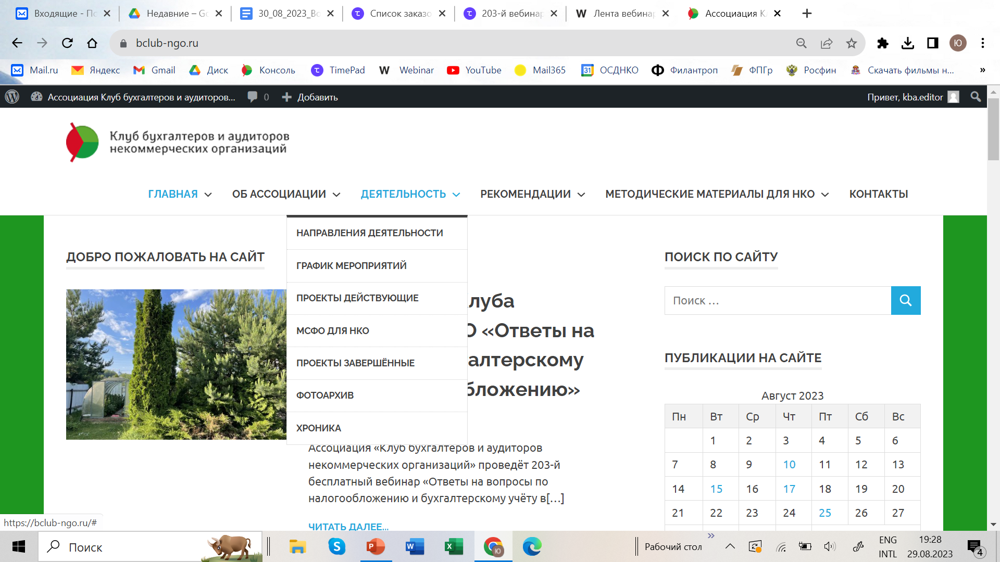 Входящие - По
Недавние – Go
30_08_2023_Во
Список заказо
203-й вебинар
Лента вебинар
Ассоциация К
bclub-ngo.ru
Ю
Mail.ru
Яндекс
Gmail
Диск
Консоль
TimePad
Webinar
YouTube
Mail365
31 ОСДНКО
Филантроп
ФПГр
Росфин
Скачать фильмы н...
»
Ассоциация Клуб бухгалтеров и аудиторов...
0
Добавить
Привет, kba.editor
Клуб бухгалтеров и аудиторов
некоммерческих организаций
ГЛАВНАЯ
ОБ АССОЦИАЦИИ
ДЕЯТЕЛЬНОСТЬ
РЕКОМЕНДАЦИИ
МЕТОДИЧЕСКИЕ МАТЕРИАЛЫ ДЛЯ НКО
КОНТАКТЫ
НАПРАВЛЕНИЯ ДЕЯТЕЛЬНОСТИ
ГРАФИК МЕРОПРИЯТИЙ
ПРОЕКТЫ ДЕЙСТВУЮЩИЕ
МСФО ДЛЯ НКО
ПРОЕКТЫ ЗАВЕРШЁННЫЕ
ФОТОАРХИВ
ХРОНИКА
ДОБРО ПОЖАЛОВАТЬ НА САЙТ
луба
О «Ответы на
алтерскому
бложению»
Ассоциация «Клуб бухгалтеров и аудиторов
некоммерческих организаций» проведёт 203-й
бесплатный вебинар «Ответы на вопросы по
налогообложению и бухгалтерскому учёту в[…]
ЧИТАТЬ ДАЛЕЕ...
ПОИСК ПО САЙТУ
Поиск …
ПУБЛИКАЦИИ НА САЙТЕ
Август 2023
Пн Вт Ср Чт Пт Сб Вс
1 2 3 4 5 6
7 8 9 10 11 12 13
14 15 16 17 18 19 20
21 22 23 24 25 26 27
https://bclub-ngo.ru/#
Поиск
Рабочий стол
»
ENG
INTL
19:28
29.08.2023
4